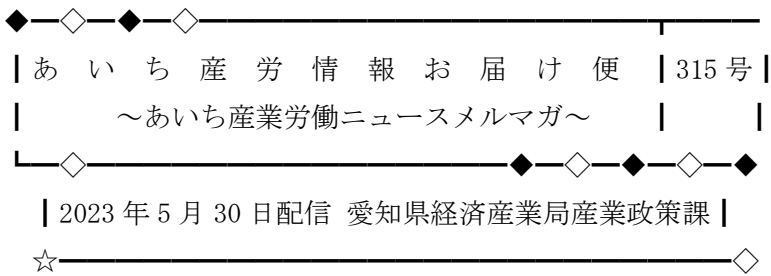 あいち産労情報お届け便 315号
～あいち産業労働ニュースメルマガ～
2023年5月30日配信 愛知県経済産業局産業政策課